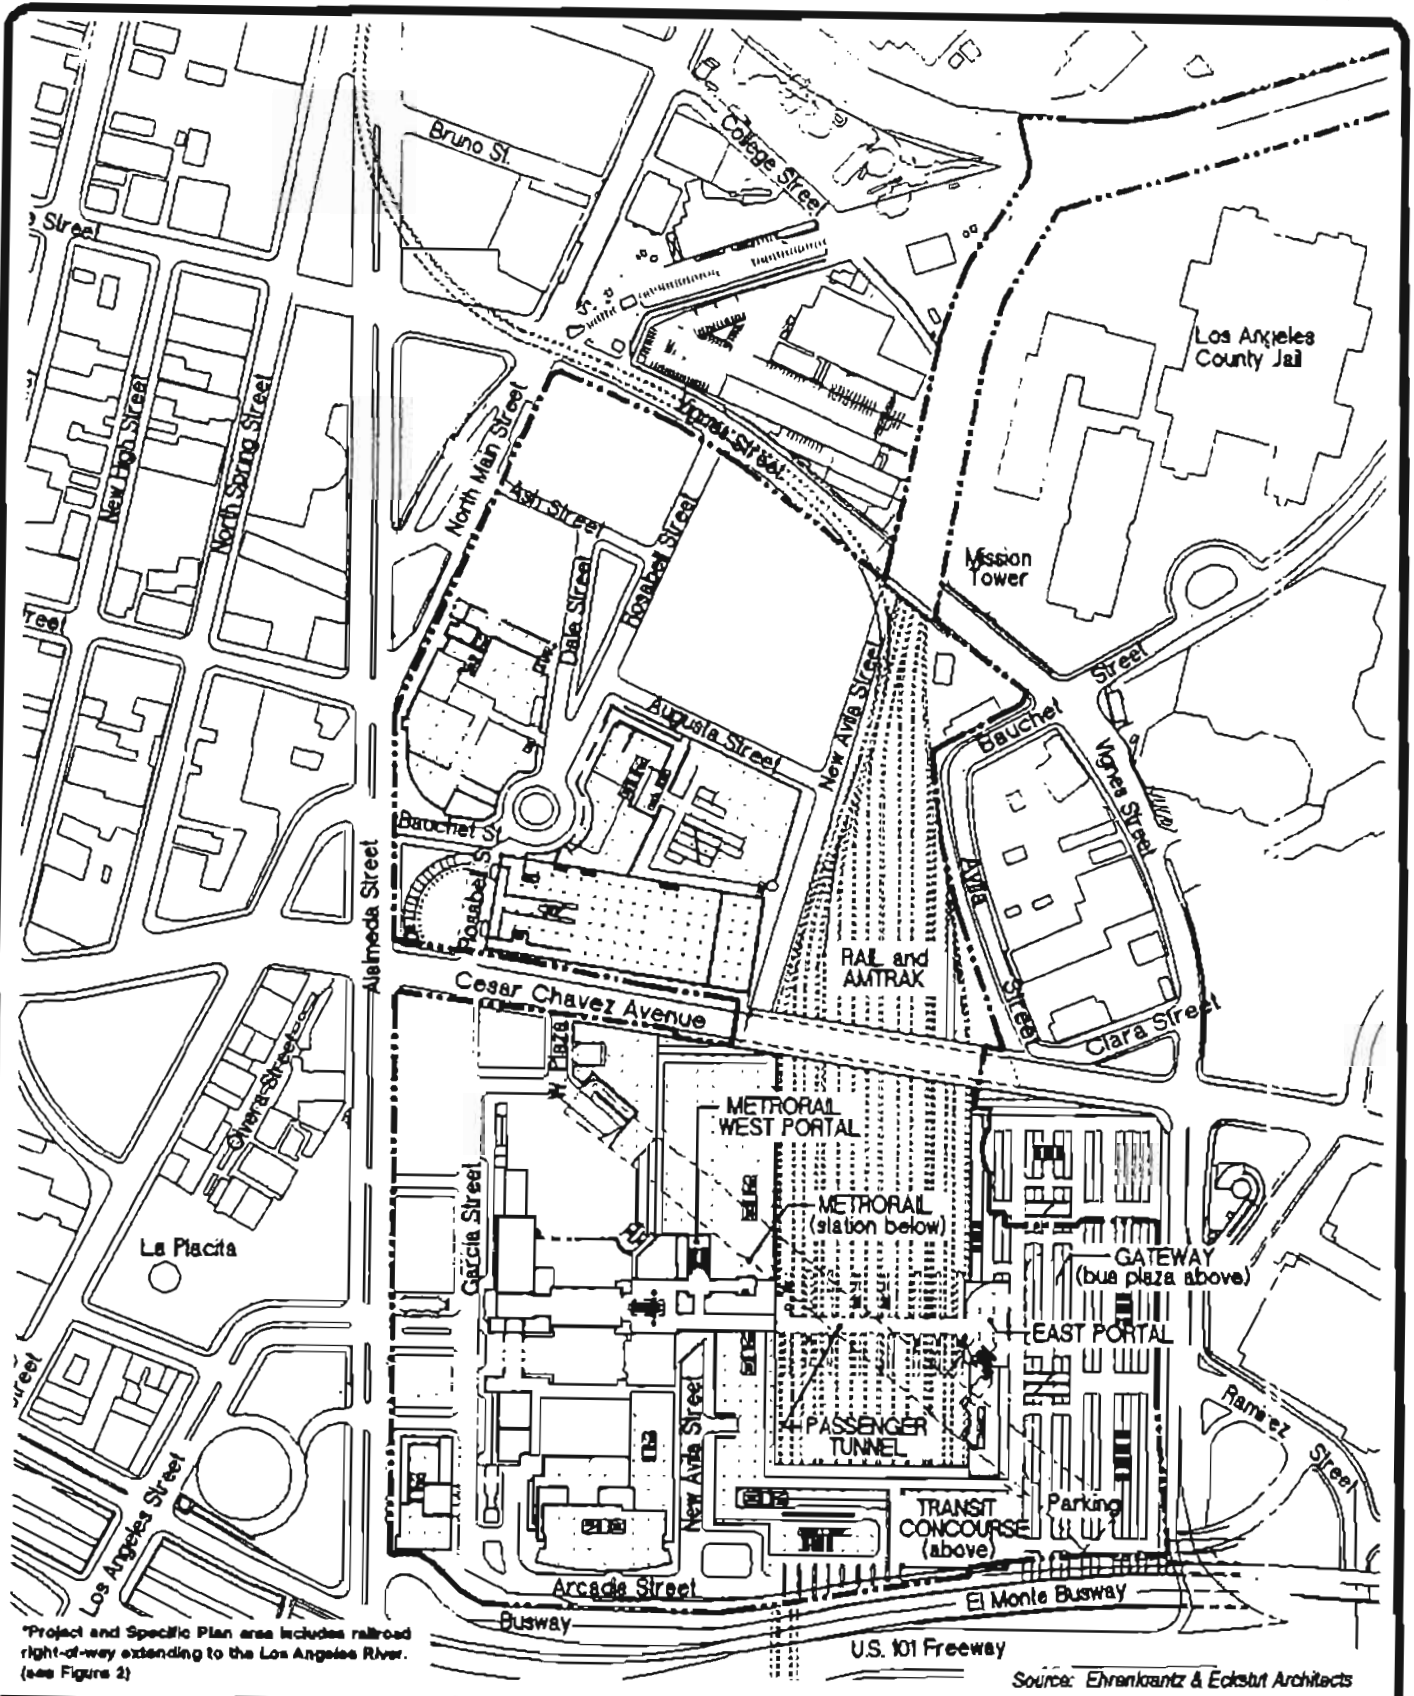 Bruno St.
College Street
Street
Los Angeles
County Jail
New High Street
North Spring Street
North Main Street
Vignes Street
Ash Street
Rosabell Street
Dale Street
Mission
Tower
Street
Bauchet
Vignes Street
New Avila Street
Augusta Street
Bauchet St.
Rosabell St
Alameda Street
Avila
Street
RAIL and
AMTRAK
Cesar Chavez Avenue
Clara Street
W. Plaza
Olvera Street
METRORAIL
WEST PORTAL
METRORAIL
(station below)
Garcia Street
La Placita
GATEWAY
(bus plaza above)
EAST PORTAL
Ramirez Street
PASSENGER
TUNNEL
New Avila Street
TRANSIT
CONCOURSE
(above)
Parking
Los Angeles Street
Arcadia Street
El Monte Busway
Busway
U.S. 101 Freeway
*Project and Specific Plan area includes railroad
right-of-way extending to the Los Angeles River.
(see Figure 2)
Source: Ehrenkrantz & Eckstut Architects